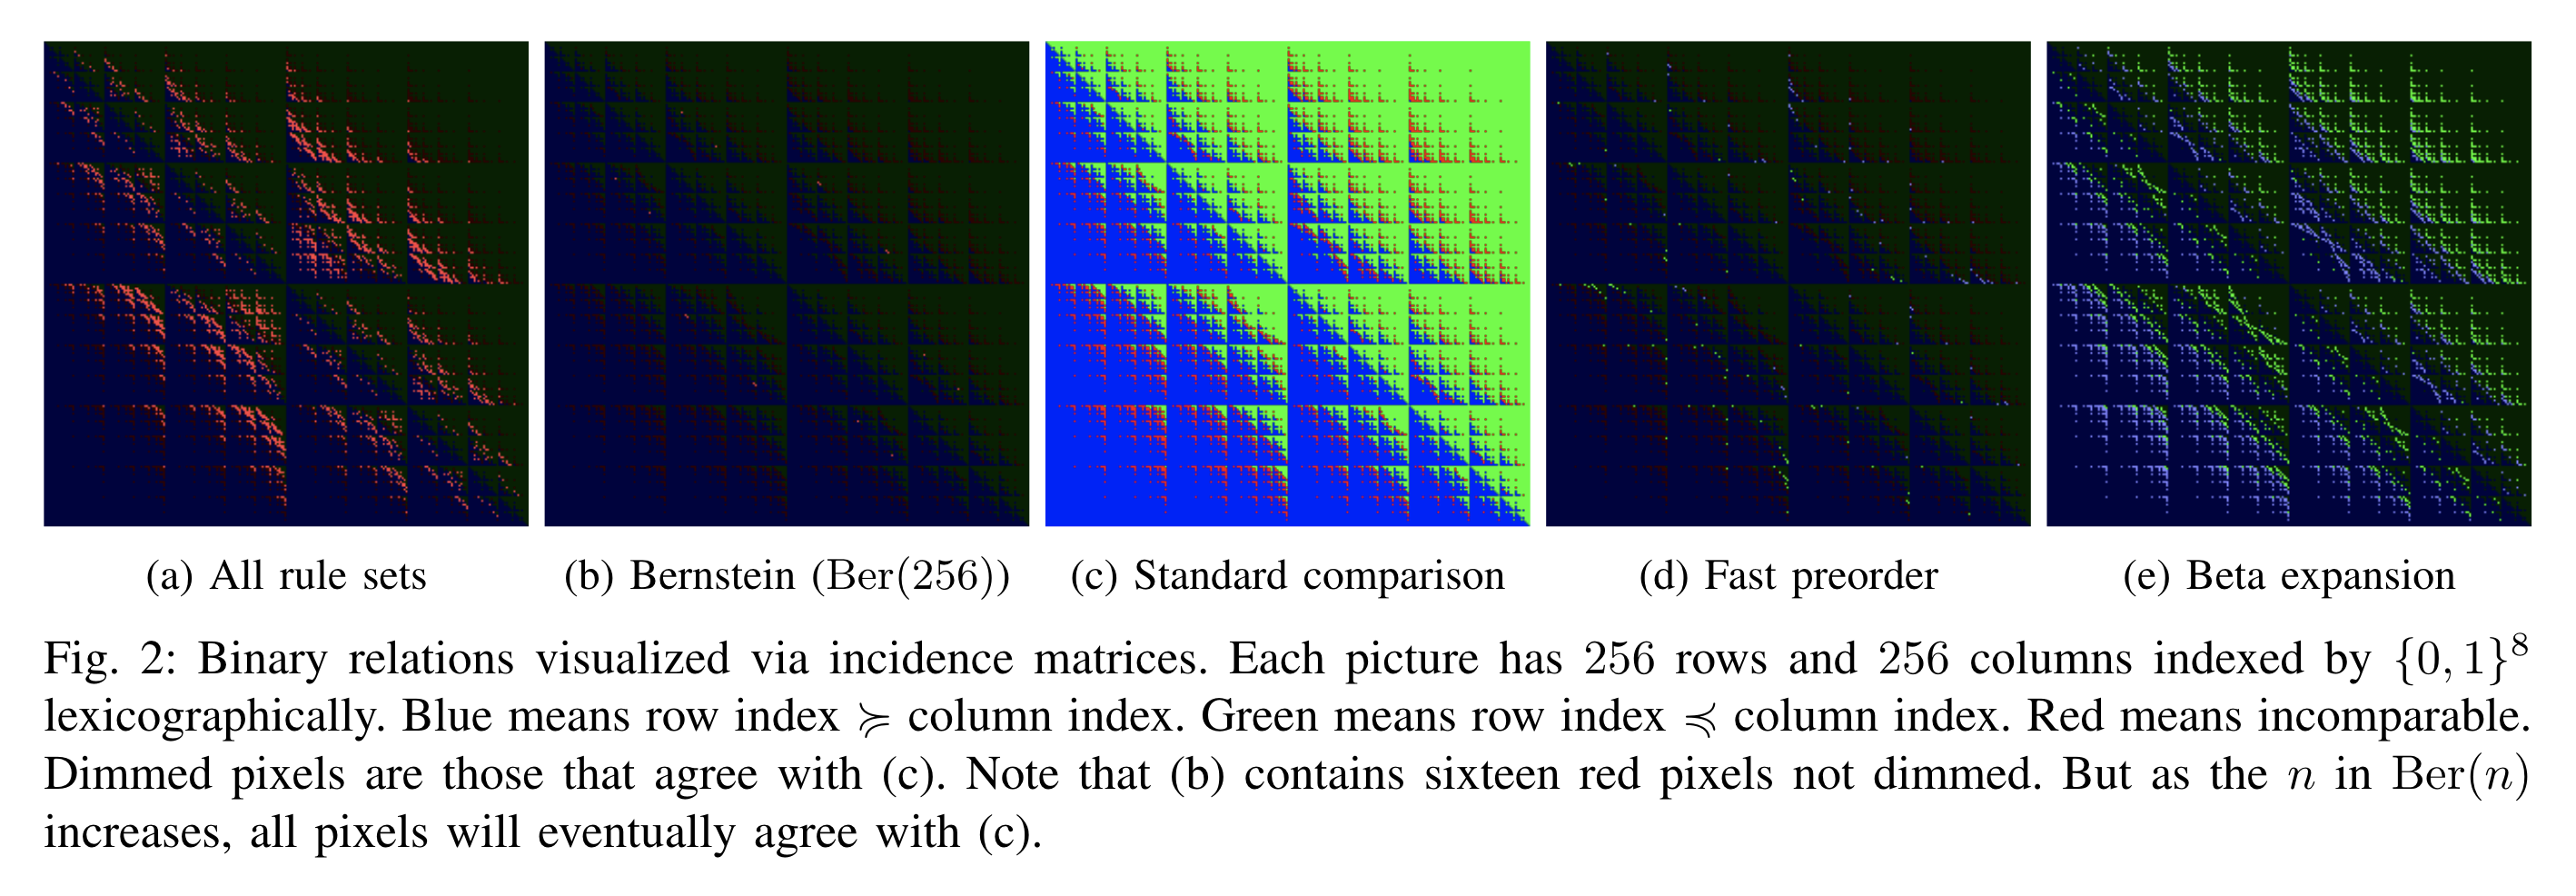 (a) All rule sets (b) Bernstein (Ber(256)) (c) Standard comparison (d) Fast preorder (e) Beta expansion
Fig. 2: Binary relations visualized via incidence matrices. Each picture has 256 rows and 256 columns indexed by {0, 1}⁸
lexicographically. Blue means row index ≽ column index. Green means row index ≼ column index. Red means incomparable.
Dimmed pixels are those that agree with (c). Note that (b) contains sixteen red pixels not dimmed. But as the n in Ber(n)
increases, all pixels will eventually agree with (c).